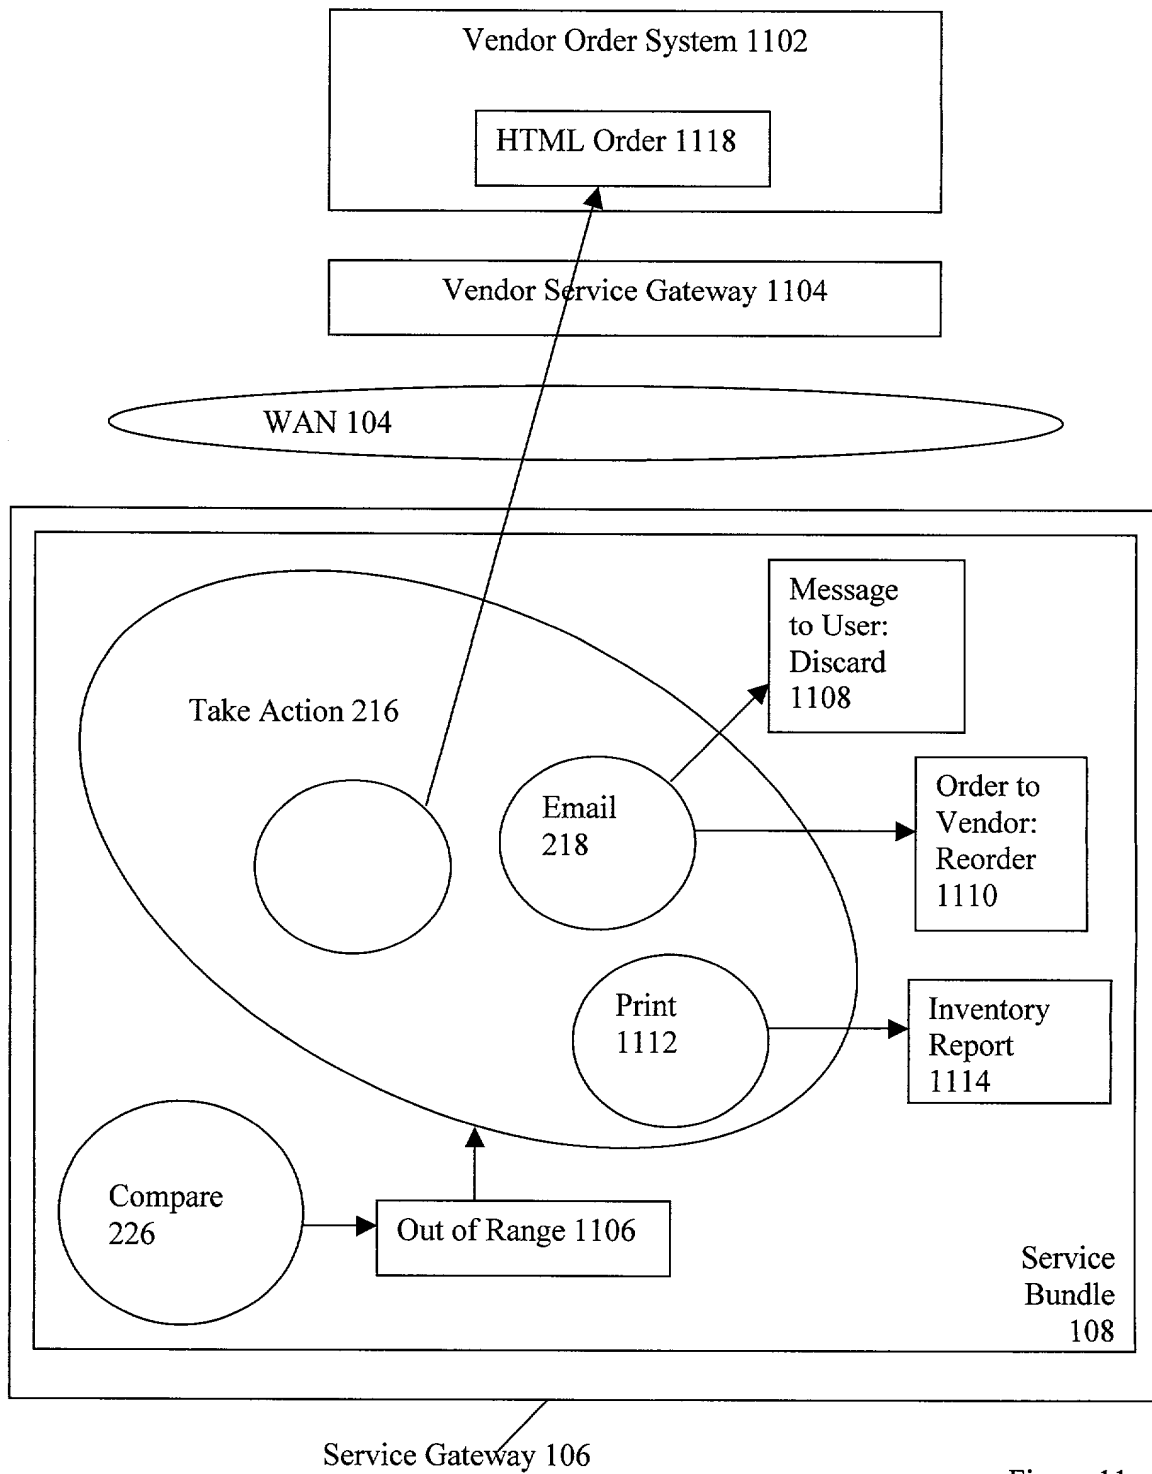 Vendor Order System 1102
HTML Order 1118
Vendor Service Gateway 1104
WAN 104
Message
to User:
Discard
1108
Take Action 216
Email
218
Order to
Vendor:
Reorder
1110
Print
1112
Inventory
Report
1114
Compare
226
Out of Range 1106
Service
Bundle
108
Service Gateway 106
Figure 11